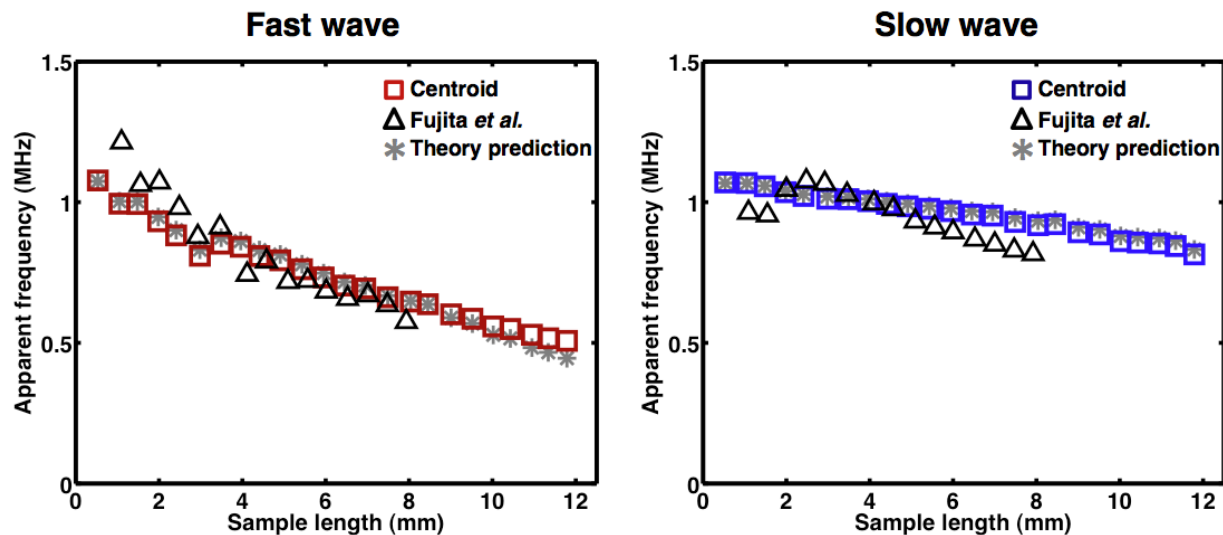 Fast wave
1.5
1
0.5
0
Apparent frequency (MHz)
Centroid
Fujita et al.
Theory prediction
0 2 4 6 8 10 12
Sample length (mm)
Slow wave
1.5
1
0.5
0
Apparent frequency (MHz)
Centroid
Fujita et al.
Theory prediction
0 2 4 6 8 10 12
Sample length (mm)